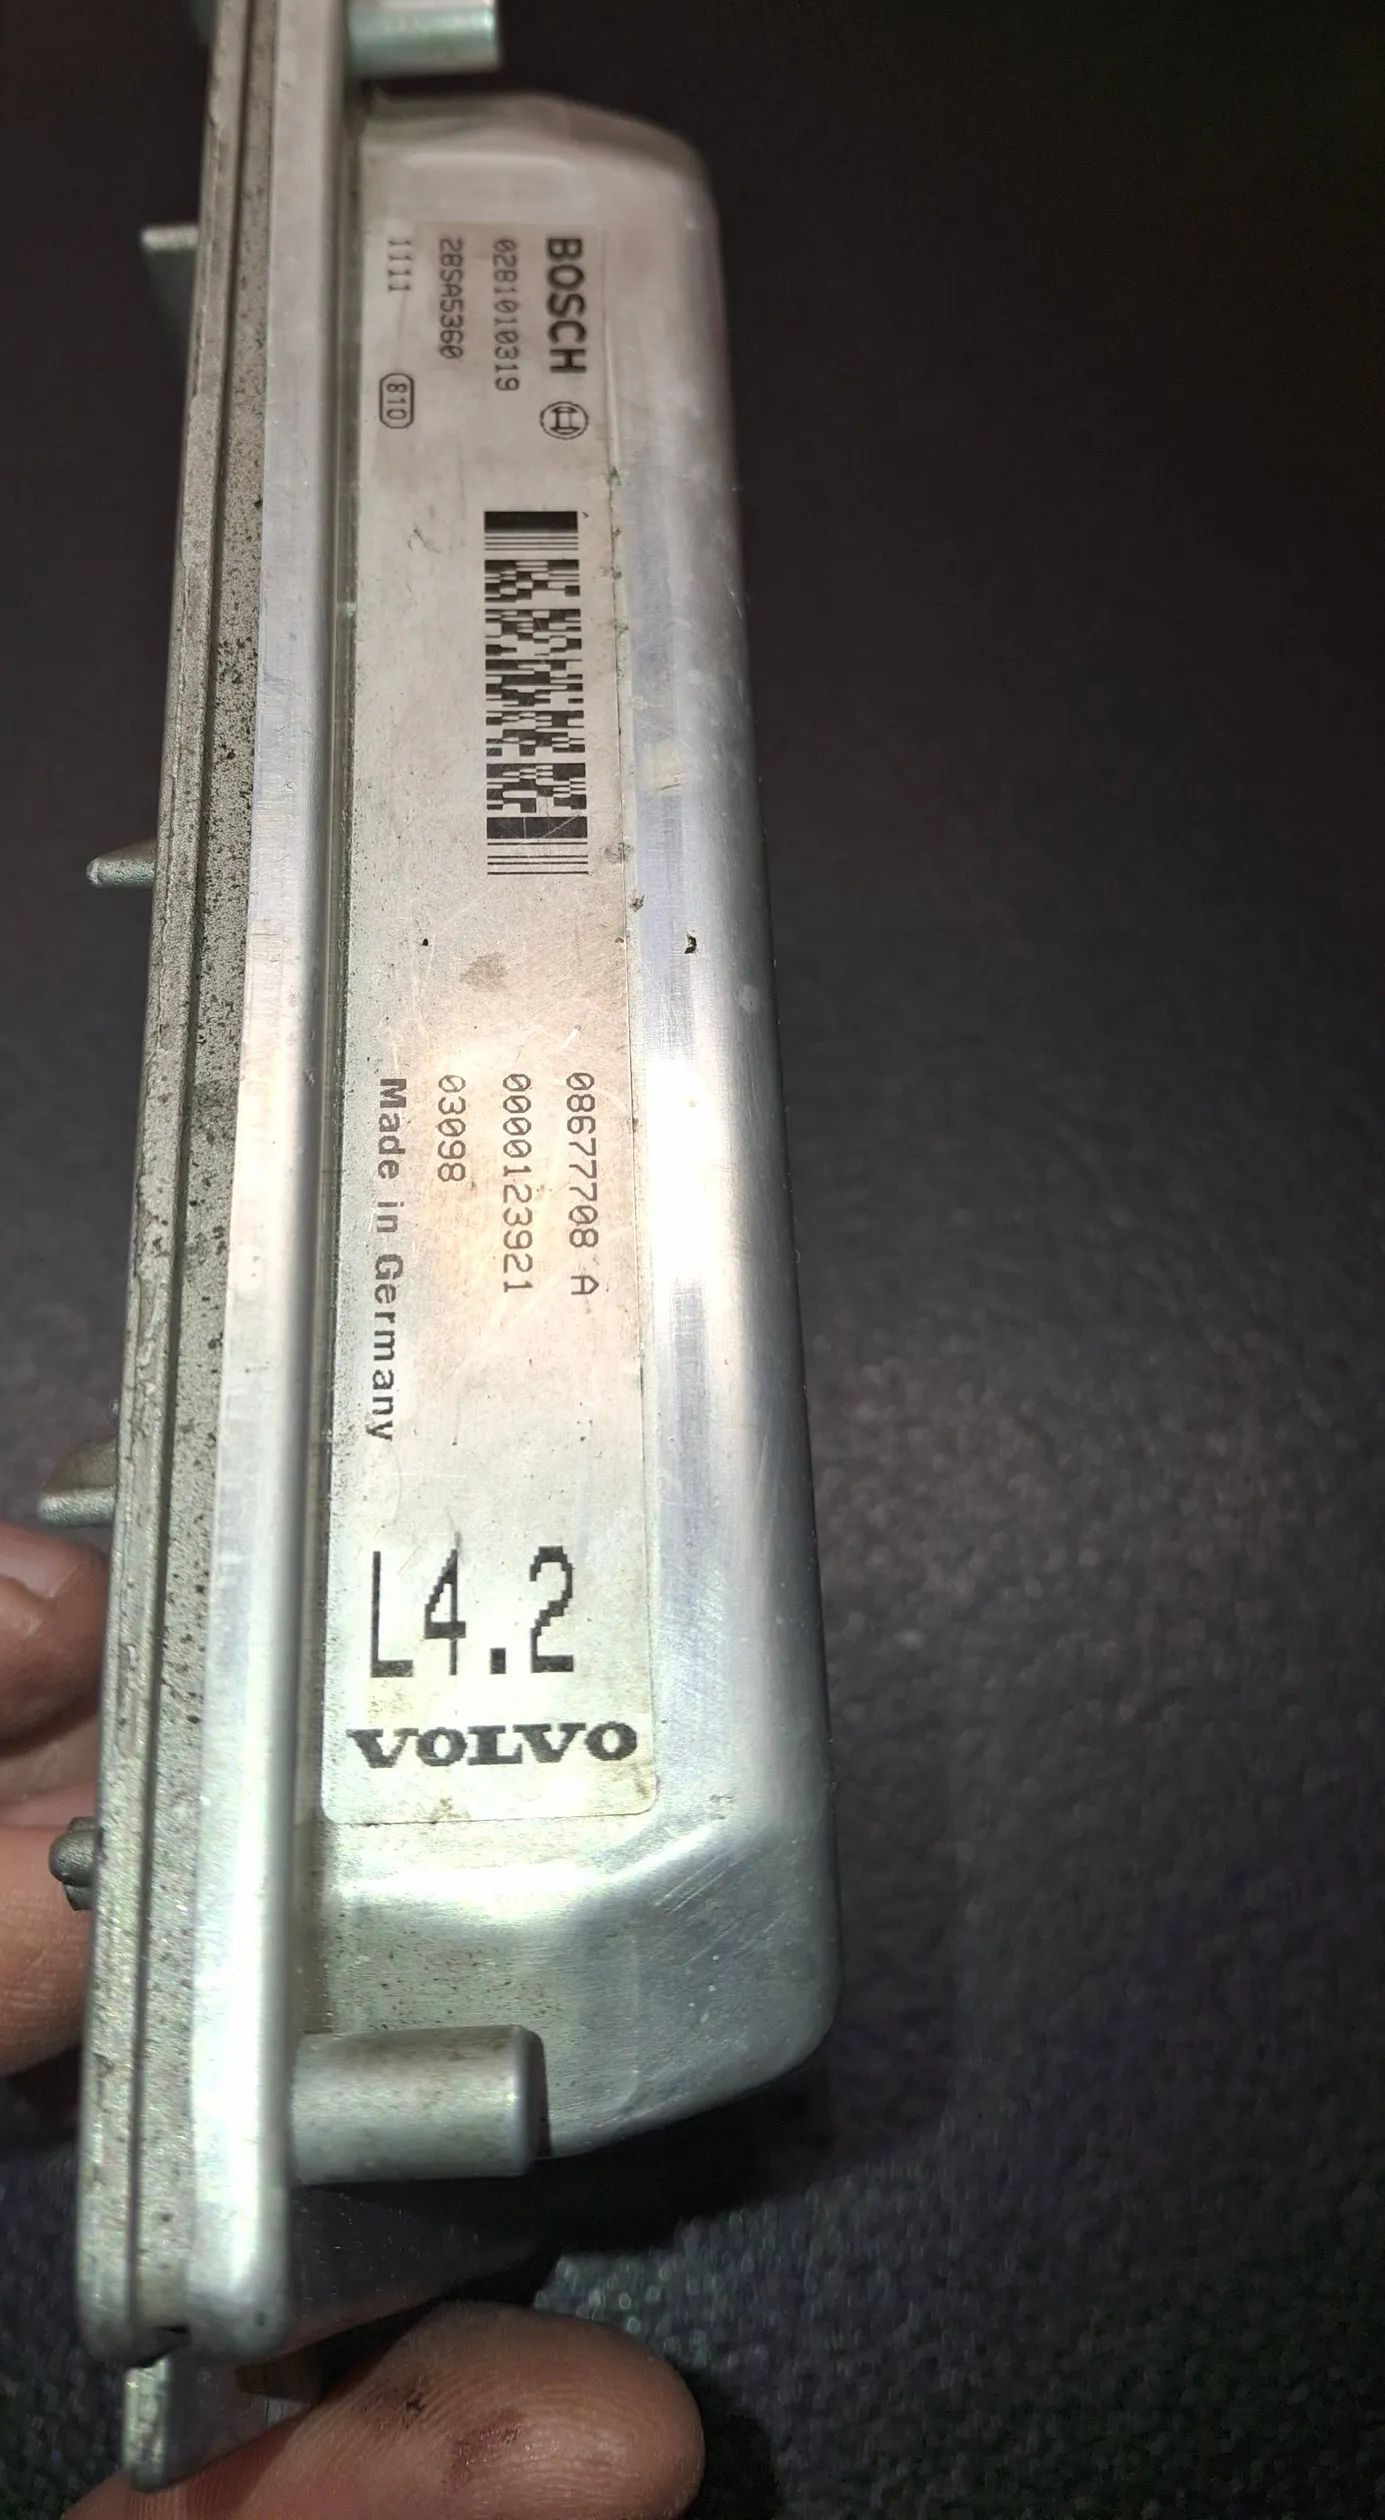 BOSCH
0281010319
28SA5360
1111 810
08677708 A
0000123921
03098
Made in Germany
L4.2
VOLVO